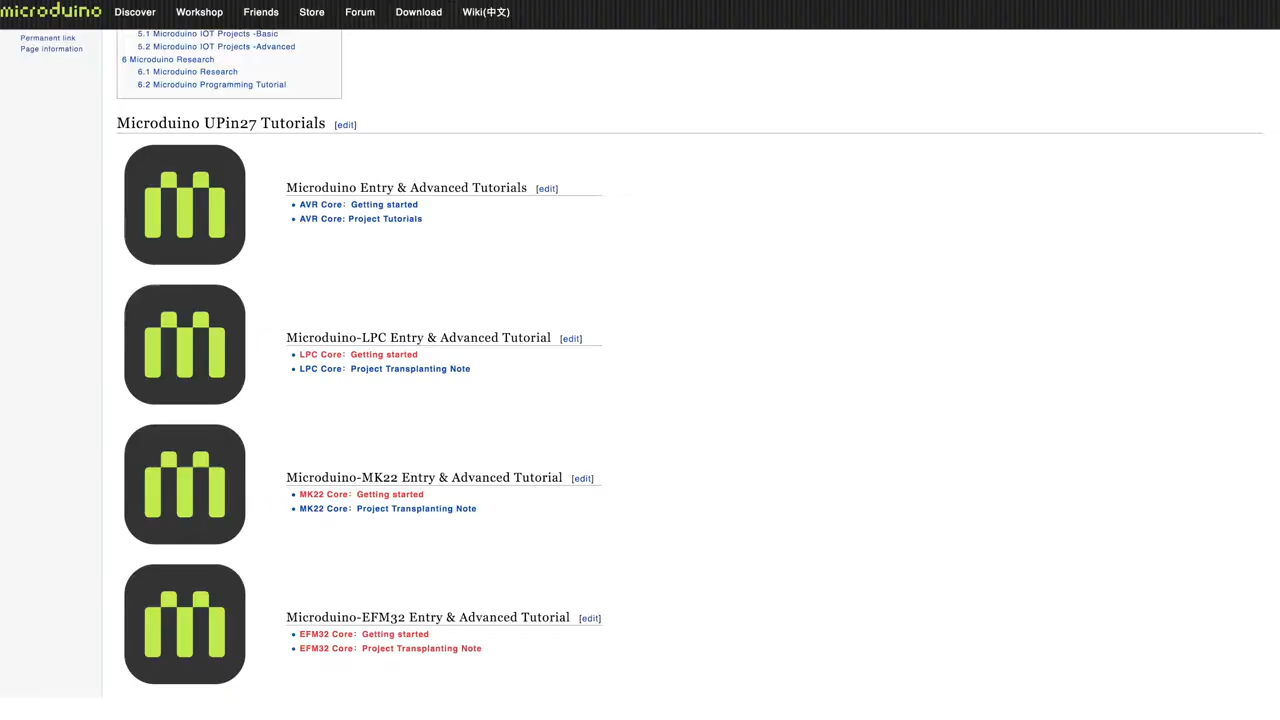 microduino Discover Workshop Friends Store Forum Download Wiki(中文)
Permanent link
Page information
5.1 Microduino IOT Projects -Basic
5.2 Microduino IOT Projects -Advanced
6 Microduino Research
6.1 Microduino Research
6.2 Microduino Programming Tutorial
Microduino UPin27 Tutorials [edit]
Microduino Entry & Advanced Tutorials [edit]
• AVR Core：Getting started
• AVR Core: Project Tutorials
Microduino-LPC Entry & Advanced Tutorial [edit]
• LPC Core：Getting started
• LPC Core：Project Transplanting Note
Microduino-MK22 Entry & Advanced Tutorial [edit]
• MK22 Core：Getting started
• MK22 Core：Project Transplanting Note
Microduino-EFM32 Entry & Advanced Tutorial [edit]
• EFM32 Core：Getting started
• EFM32 Core：Project Transplanting Note